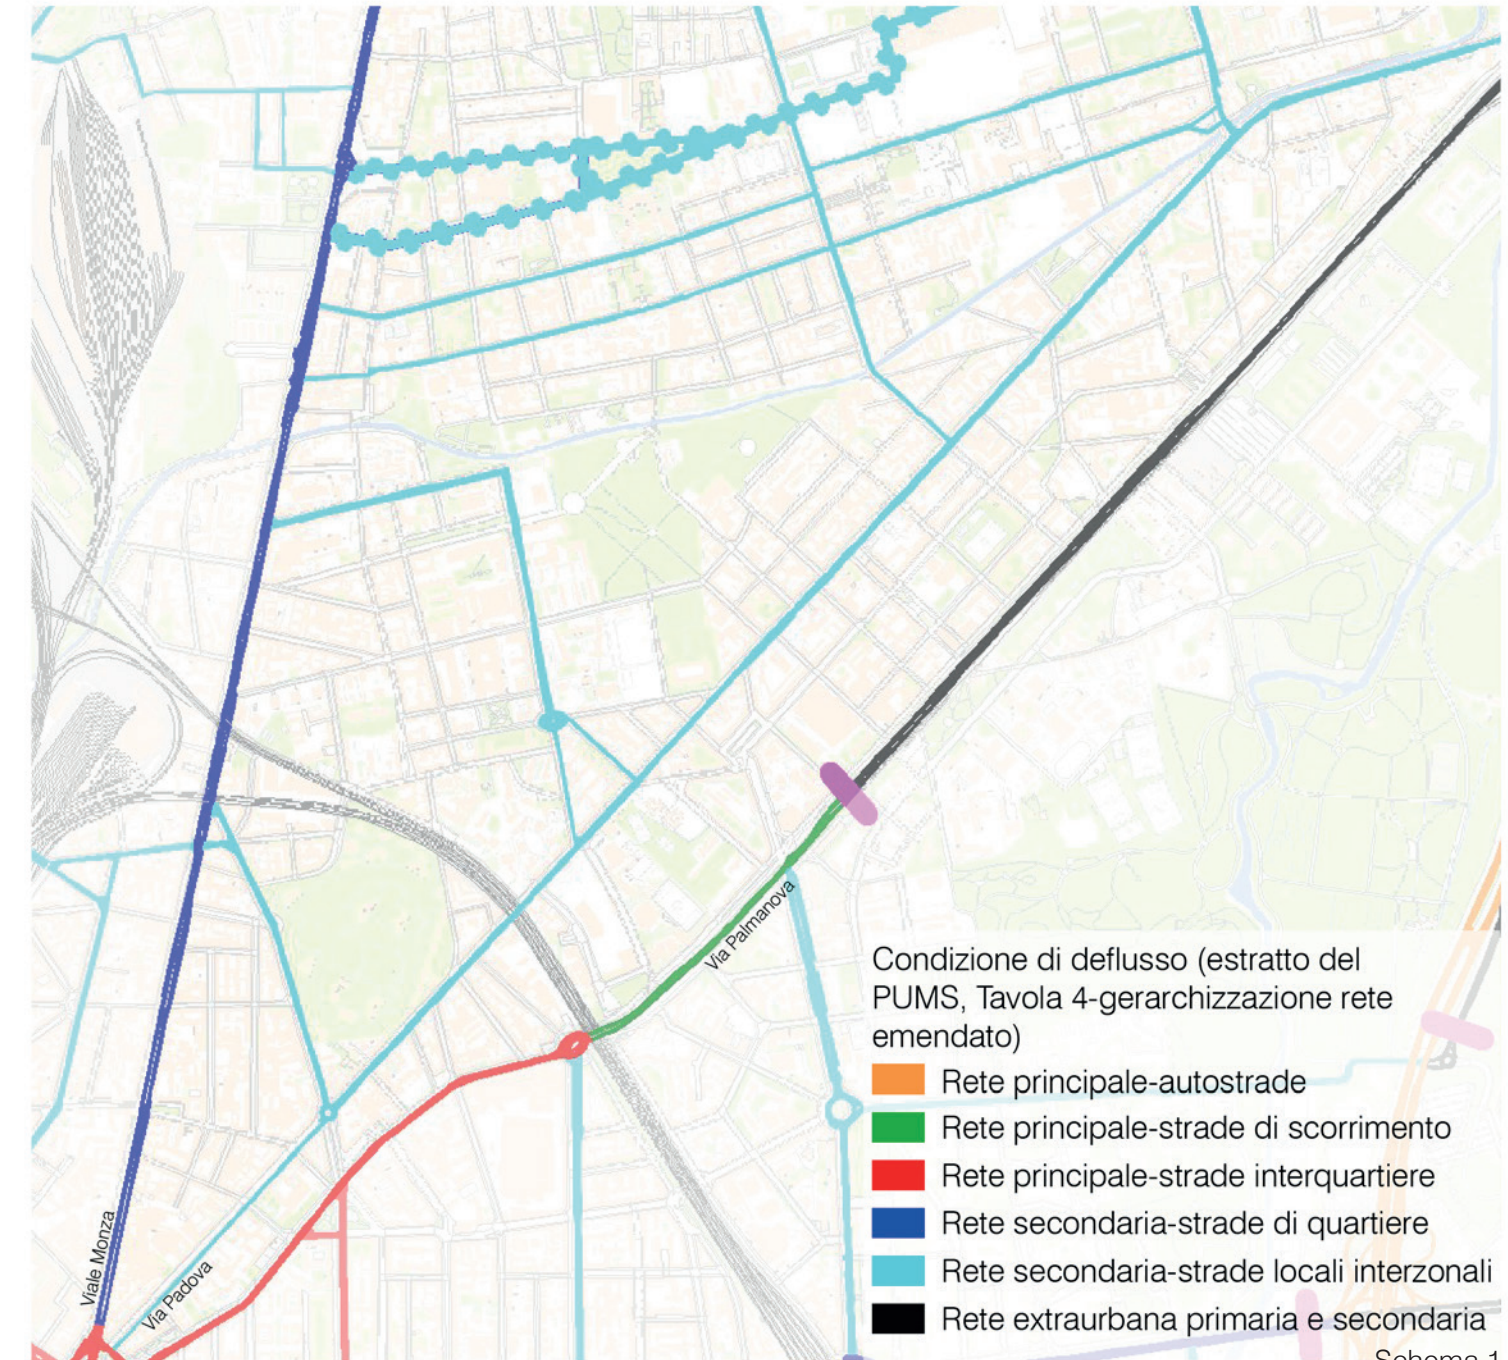 Via Palmanova
Viale Monza
Via Padova
Condizione di deflusso (estratto del
PUMS, Tavola 4-gerarchizzazione rete
emendato)
Rete principale-autostrade
Rete principale-strade di scorrimento
Rete principale-strade interquartiere
Rete secondaria-strade di quartiere
Rete secondaria-strade locali interzonali
Rete extraurbana primaria e secondaria
Schema 1